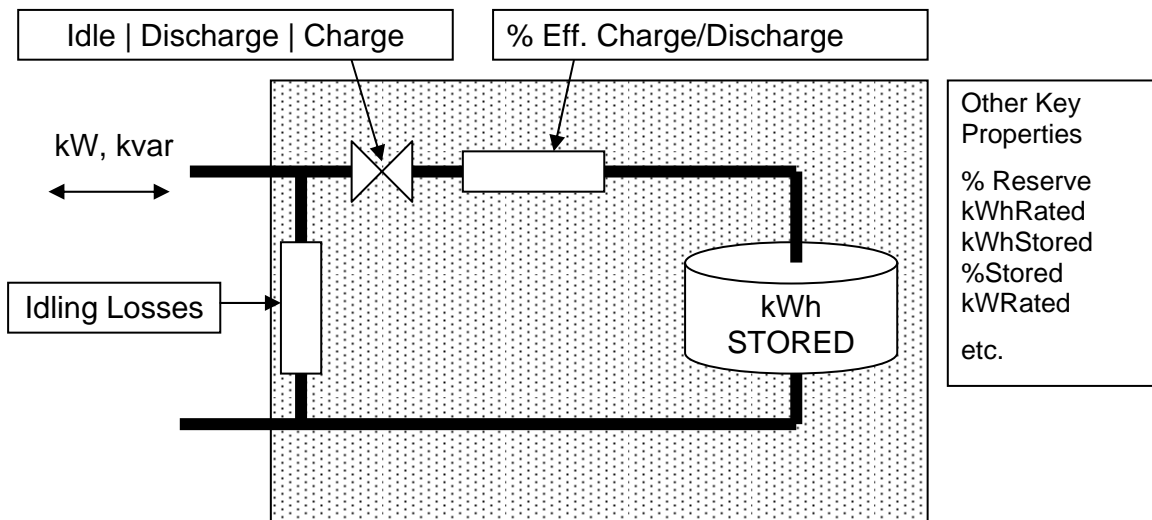 Idle | Discharge | Charge
% Eff. Charge/Discharge
kW, kvar
Idling Losses
kWh
STORED
Other Key
Properties
% Reserve
kWhRated
kWhStored
%Stored
kWRated
etc.